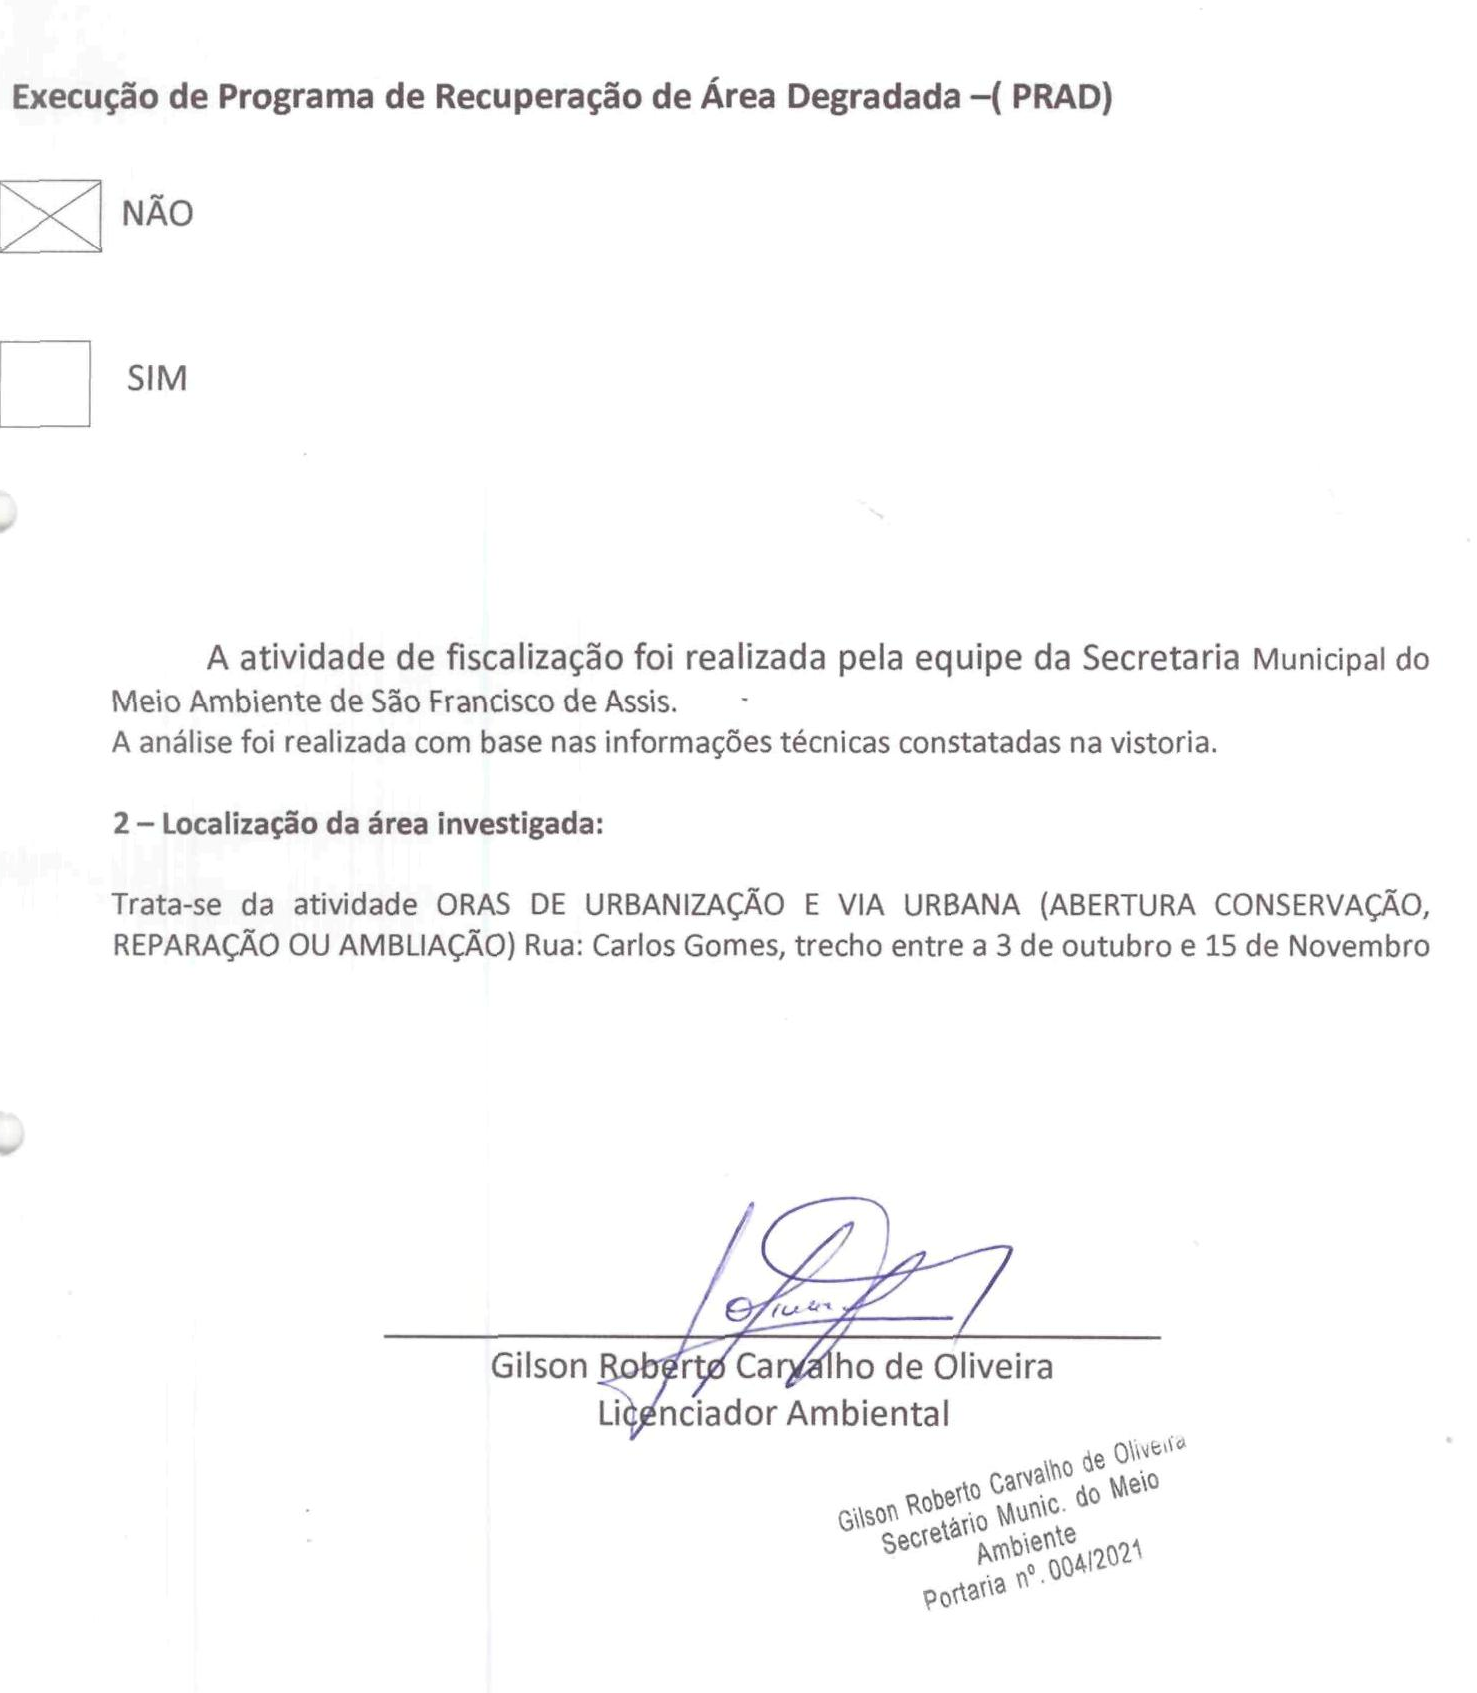 Execução de Programa de Recuperação de Área Degradada –( PRAD)
NÃO
SIM
A atividade de fiscalização foi realizada pela equipe da Secretaria Municipal do
Meio Ambiente de São Francisco de Assis.
A análise foi realizada com base nas informações técnicas constatadas na vistoria.
2 – Localização da área investigada:
Trata-se da atividade ORAS DE URBANIZAÇÃO E VIA URBANA (ABERTURA CONSERVAÇÃO,
REPARAÇÃO OU AMBLIAÇÃO) Rua: Carlos Gomes, trecho entre a 3 de outubro e 15 de Novembro
Gilson Roberto Carvalho de Oliveira
Licenciador Ambiental
Gilson Roberto Carvalho de Oliveira
Secretário Munic. do Meio
Ambiente
Portaria nº. 004/2021